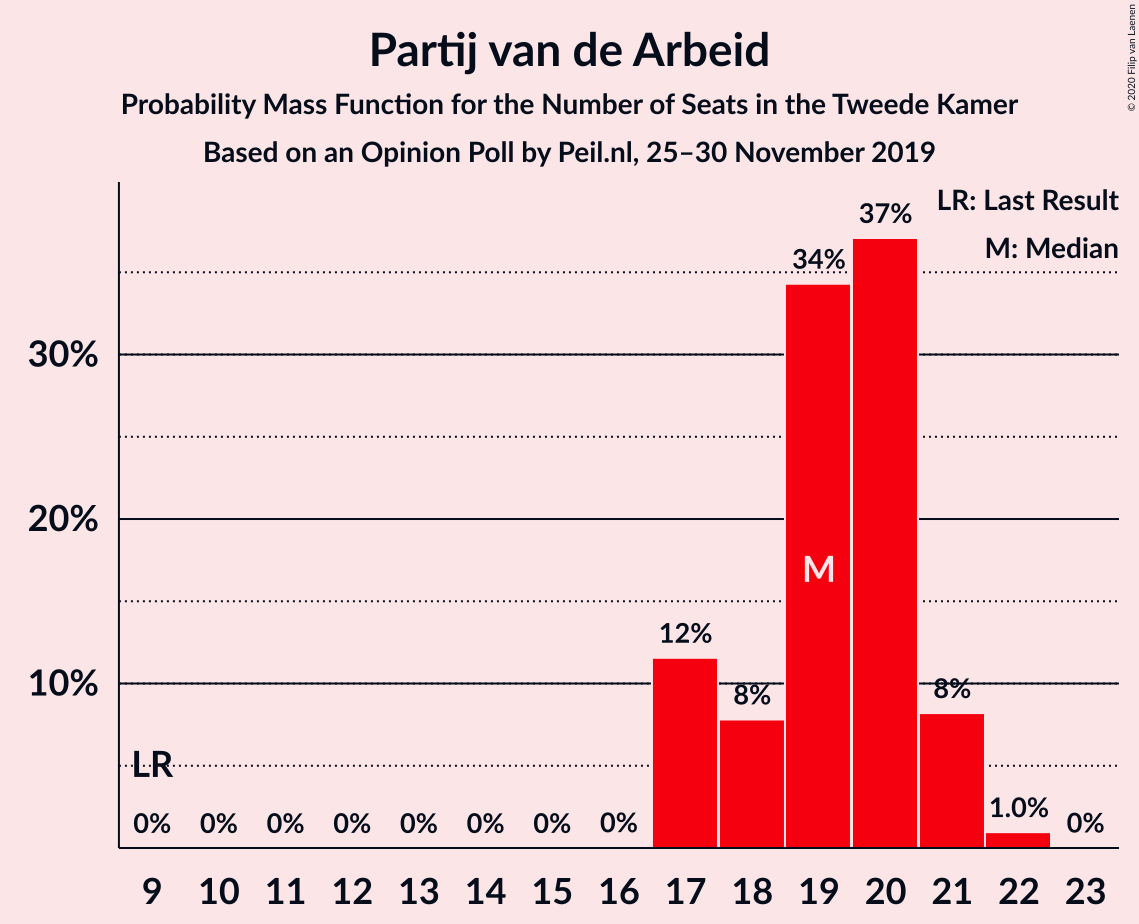 Partij van de Arbeid
Probability Mass Function for the Number of Seats in the Tweede Kamer
Based on an Opinion Poll by Peil.nl, 25–30 November 2019
© 2020 Filip van Laenen
LR: Last Result
M: Median
30%
20%
10%
LR
M
0% 0% 0% 0% 0% 0% 0% 0% 12% 8% 34% 37% 8% 1.0% 0%
9 10 11 12 13 14 15 16 17 18 19 20 21 22 23